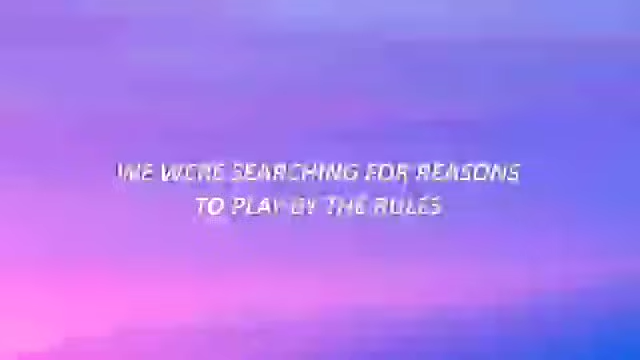 WE WERE SEARCHING FOR REASONS
TO PLAY BY THE RULES